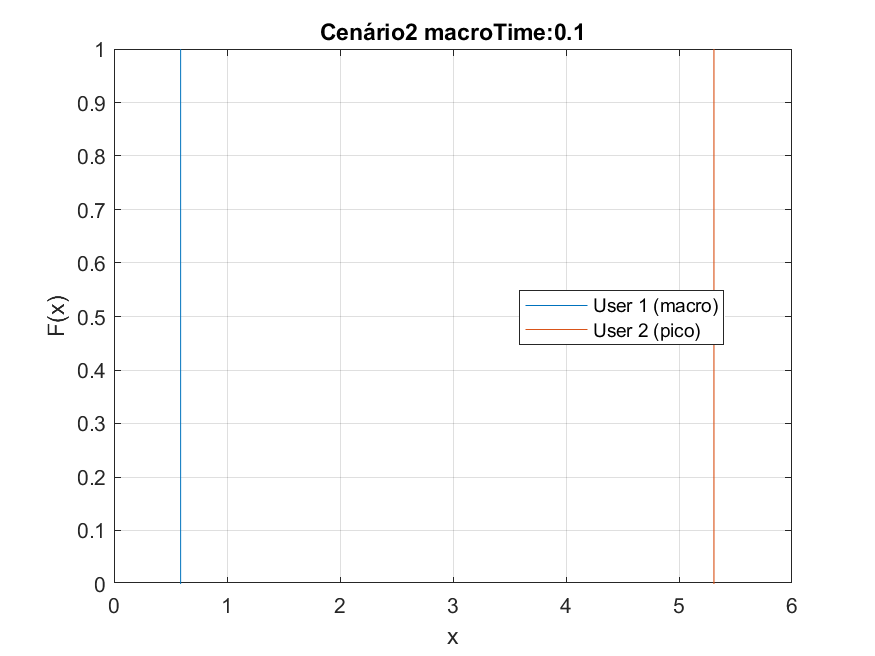 Cenário2 macroTime:0.1
1
0.9
0.8
0.7
0.6
0.5
0.4
0.3
0.2
0.1
0
F(x)
User 1 (macro)
User 2 (pico)
0 1 2 3 4 5 6
x